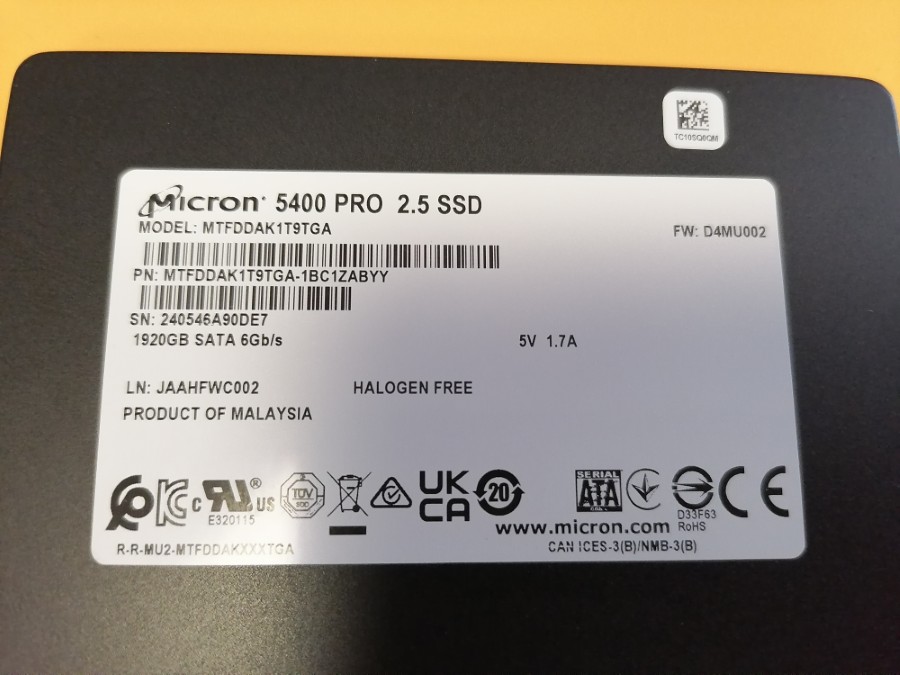 TC10SQ0QM
Micron® 5400 PRO 2.5 SSD
MODEL: MTFDDAK1T9TGA
FW: D4MU002
PN: MTFDDAK1T9TGA-1BC1ZABYY
SN: 240546A90DE7
1920GB SATA 6Gb/s
5V 1.7A
LN: JAAHFWC002
HALOGEN FREE
PRODUCT OF MALAYSIA
c US ®
E320115
TÜV
UK
CA
20
SERIAL
ATA
D33F63
RoHS
CE
www.micron.com
R-R-MU2-MTFDDAKXXXTGA
CAN ICES-3(B)/NMB-3(B)